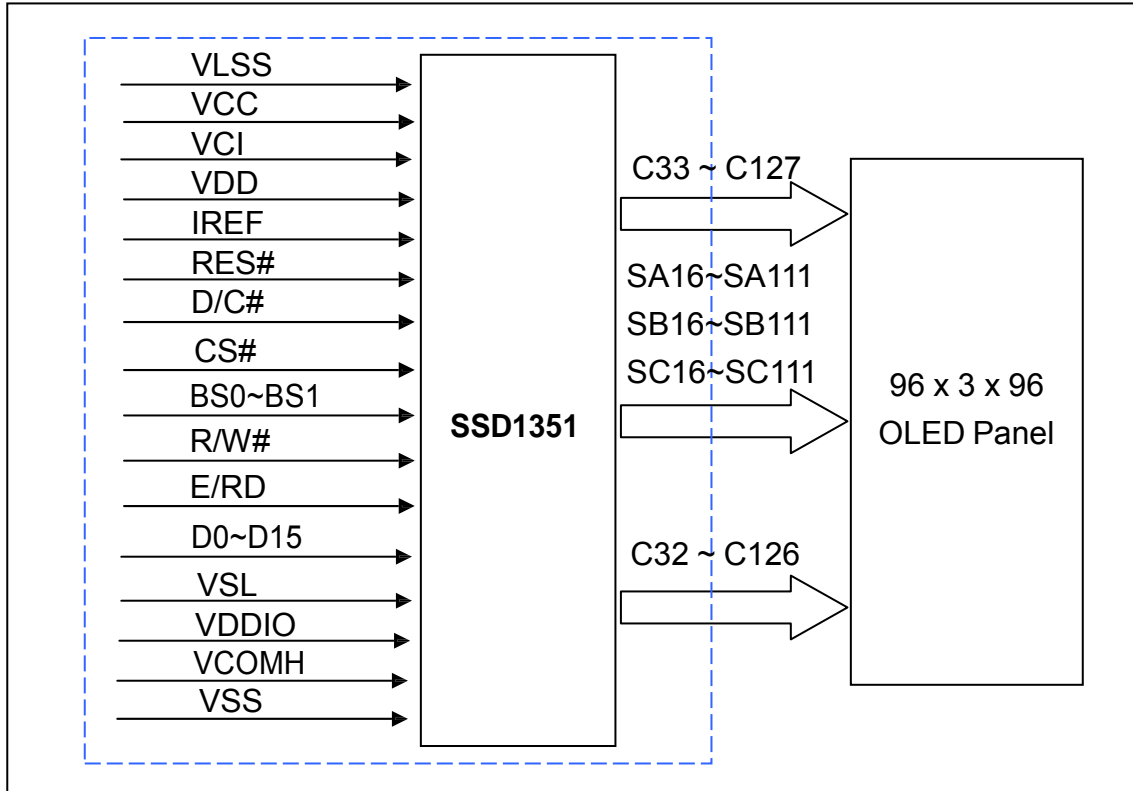 VLSS
VCC
VCI
VDD
IREF
RES#
D/C#
CS#
BS0~BS1
R/W#
E/RD
D0~D15
VSL
VDDIO
VCOMH
VSS
SSD1351
C33 ~ C127
SA16~SA111
SB16~SB111
SC16~SC111
C32 ~ C126
96 x 3 x 96
OLED Panel